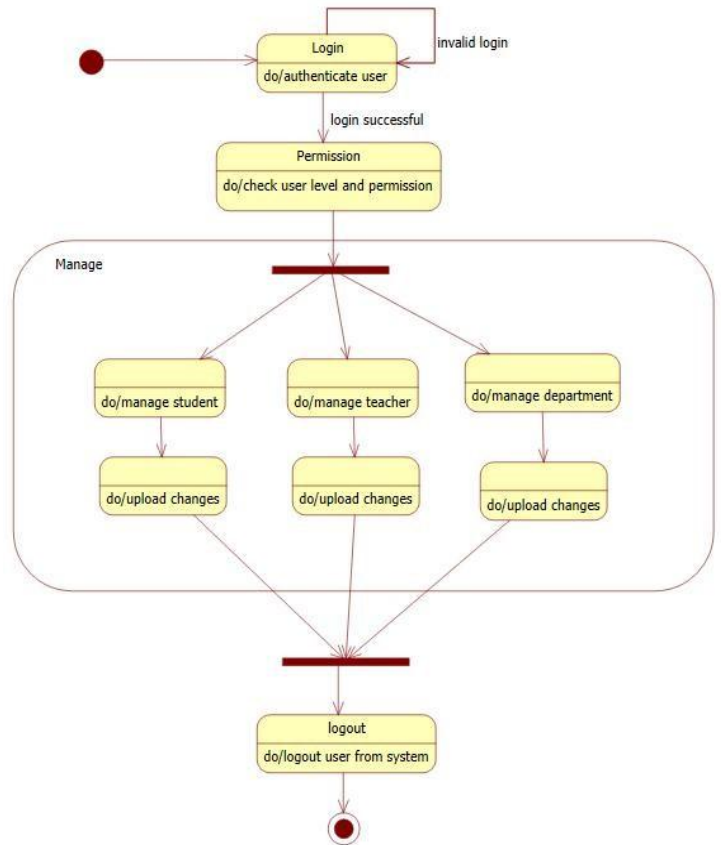 Login
invalid login
do/authenticate user
login successful
Permission
do/check user level and permission
Manage
do/manage student
do/manage teacher
do/manage department
do/upload changes
do/upload changes
do/upload changes
logout
do/logout user from system